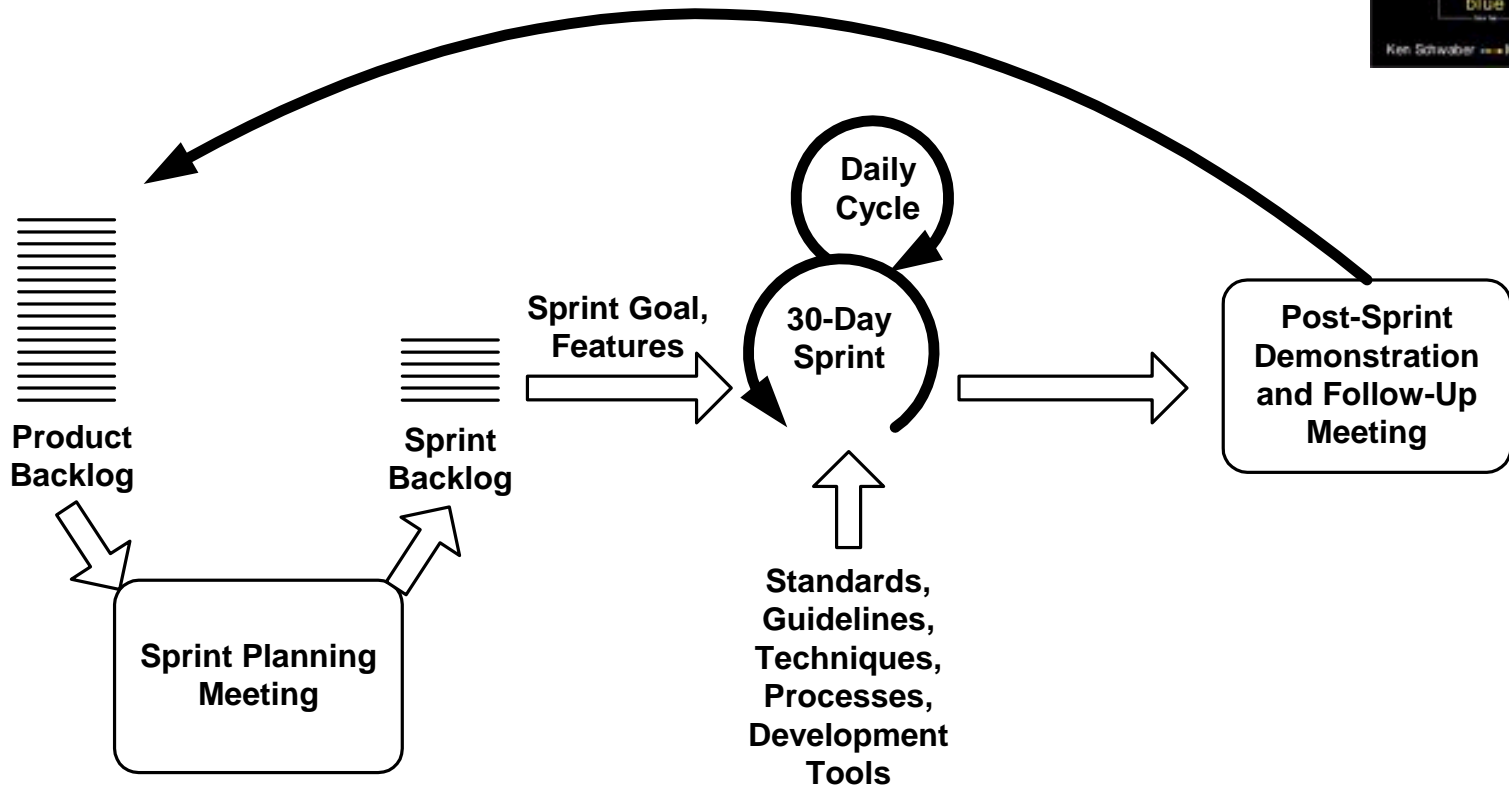 blue
Ken Schwaber
Daily
Cycle
Sprint Goal,
Features
30-Day
Sprint
Post-Sprint
Demonstration
and Follow-Up
Meeting
Product
Backlog
Sprint
Backlog
Sprint Planning
Meeting
Standards,
Guidelines,
Techniques,
Processes,
Development
Tools